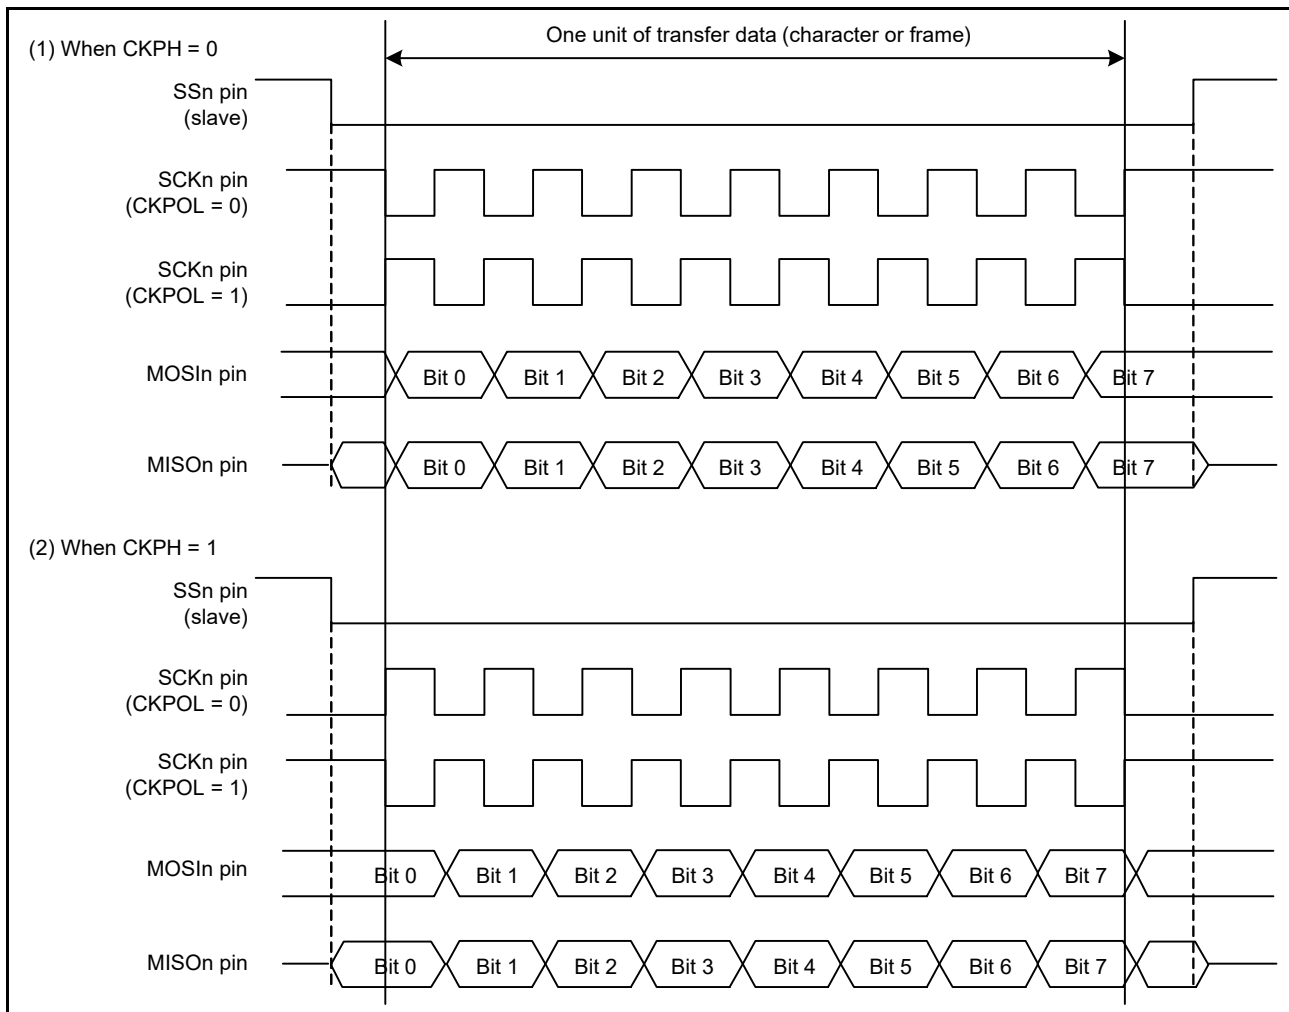 (1) When CKPH = 0
One unit of transfer data (character or frame)
SSn pin
(slave)
SCKn pin
(CKPOL = 0)
SCKn pin
(CKPOL = 1)
MOSIn pin
Bit 0 Bit 1 Bit 2 Bit 3 Bit 4 Bit 5 Bit 6 Bit 7
MISOn pin
Bit 0 Bit 1 Bit 2 Bit 3 Bit 4 Bit 5 Bit 6 Bit 7
(2) When CKPH = 1
SSn pin
(slave)
SCKn pin
(CKPOL = 0)
SCKn pin
(CKPOL = 1)
MOSIn pin
Bit 0 Bit 1 Bit 2 Bit 3 Bit 4 Bit 5 Bit 6 Bit 7
MISOn pin
Bit 0 Bit 1 Bit 2 Bit 3 Bit 4 Bit 5 Bit 6 Bit 7